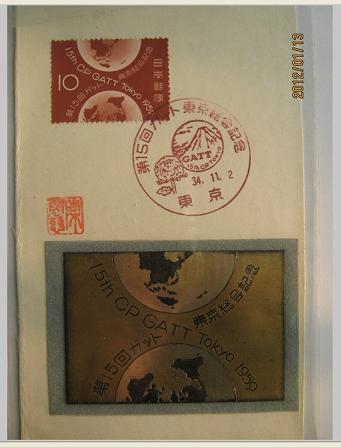 15th CP GATT Tokyo 1959
東京総会記念
第15回ガット
10
日本郵便
第15回ガット東京総会記念
GATT
15th CP TOKYO
34.11.2
東京
15th CP GATT Tokyo 1959
東京総会記念
第15回ガット
2012/01/13